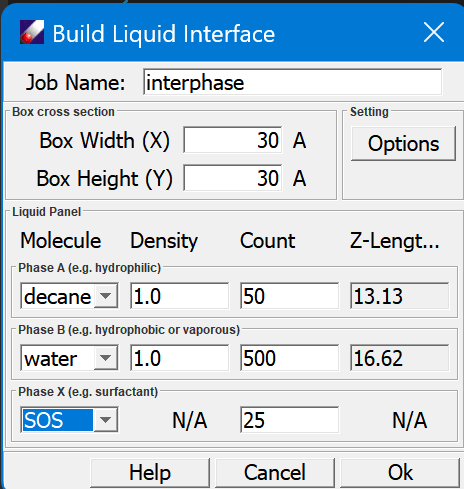 Build Liquid Interface
Job Name: interphase
Box cross section Setting
Box Width (X) 30 A Options
Box Height (Y) 30 A
Liquid Panel
Molecule Density Count Z-Lengt...
Phase A (e.g. hydrophilic)
decane 1.0 50 13.13
Phase B (e.g. hydrophobic or vaporous)
water 1.0 500 16.62
Phase X (e.g. surfactant)
SOS N/A 25 N/A
Help Cancel Ok